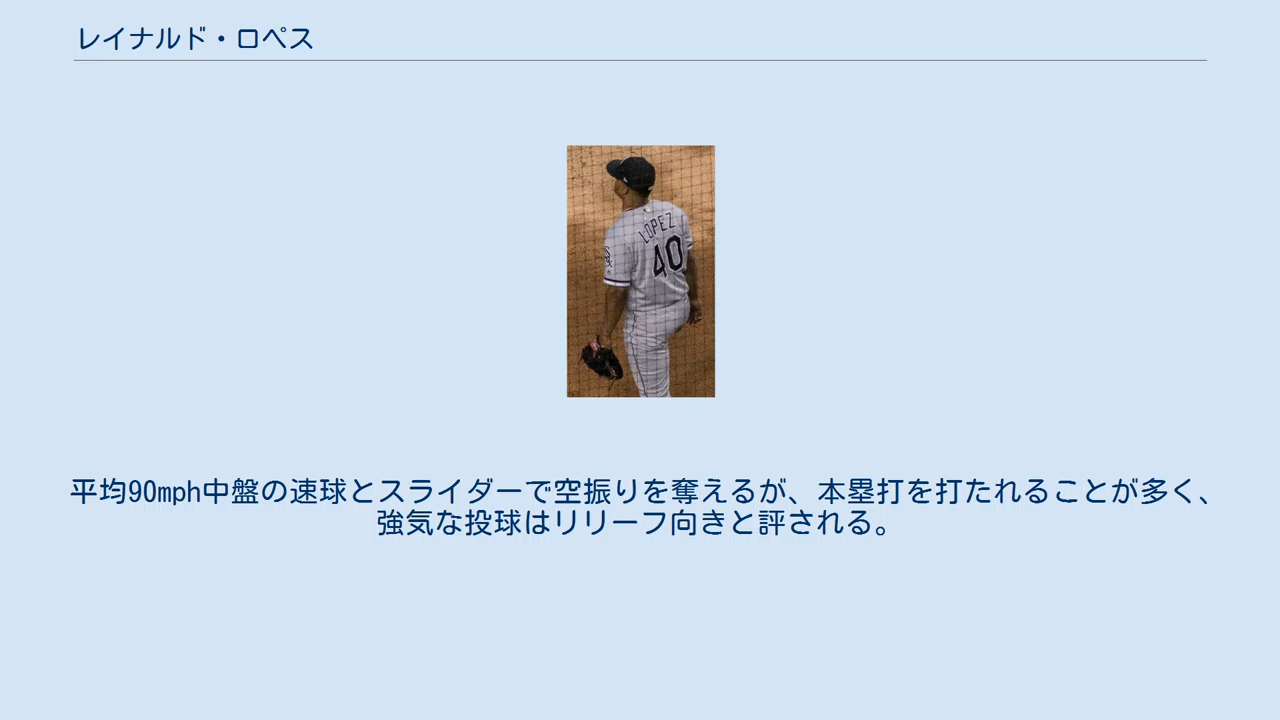 レイナルド・ロペス
LOPEZ
40
平均90mph中盤の速球とスライダーで空振りを奪えるが、本塁打を打たれることが多く、
強気な投球はリリーフ向きと評される。